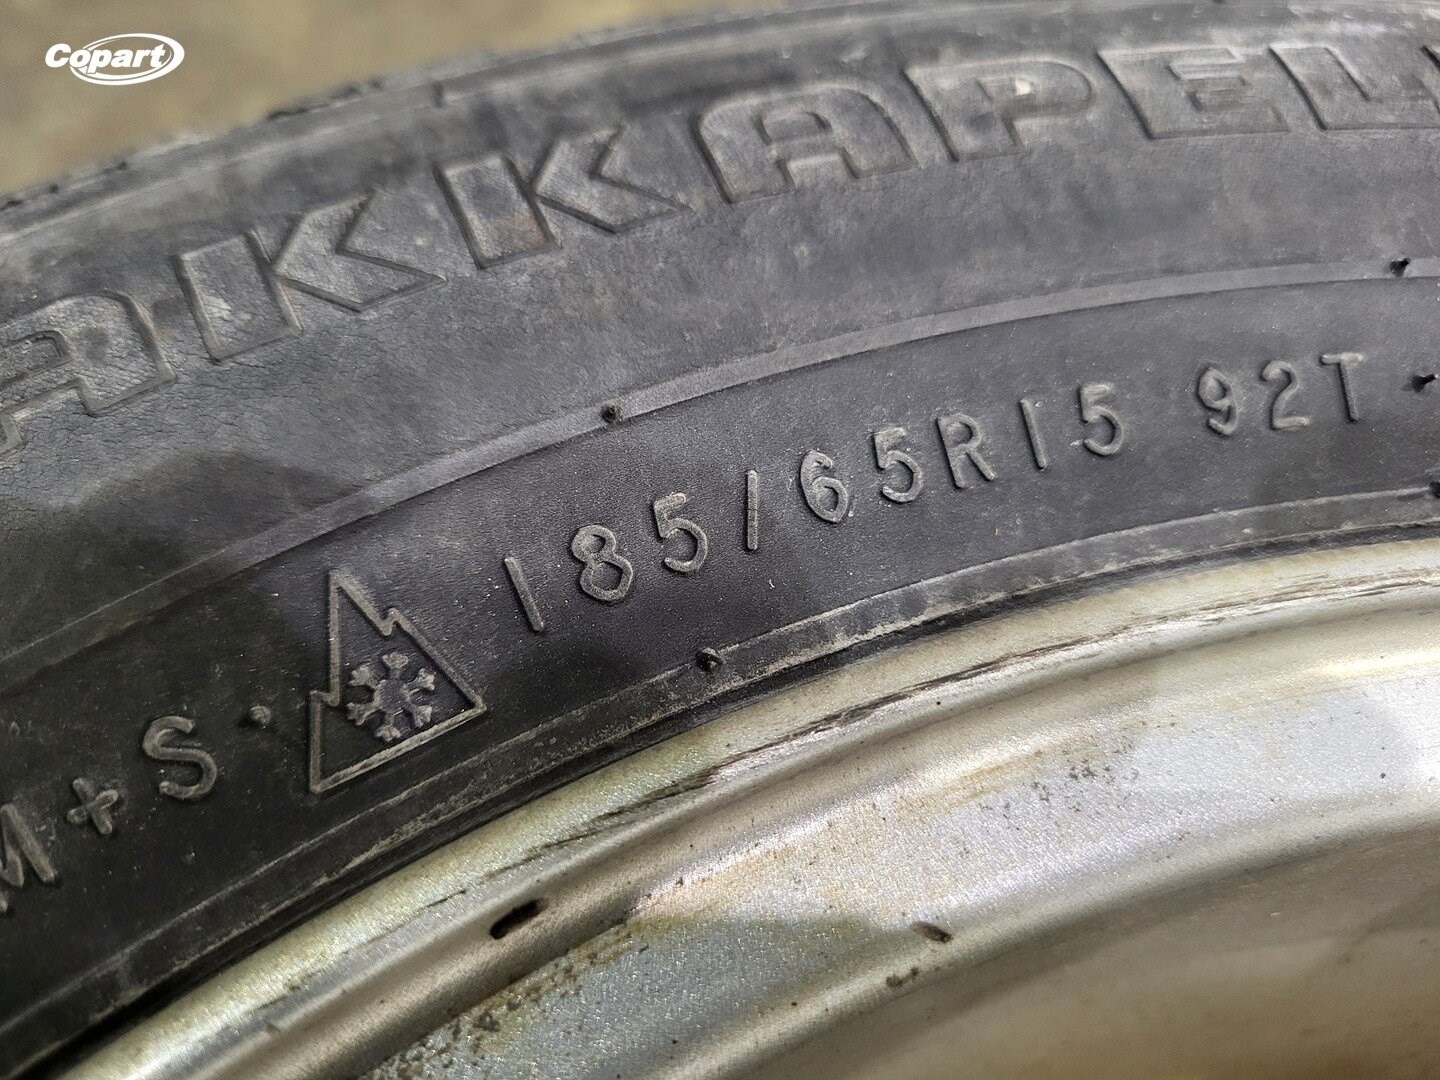 Copart
AKKAPEL
185/65R15 92T
M+S